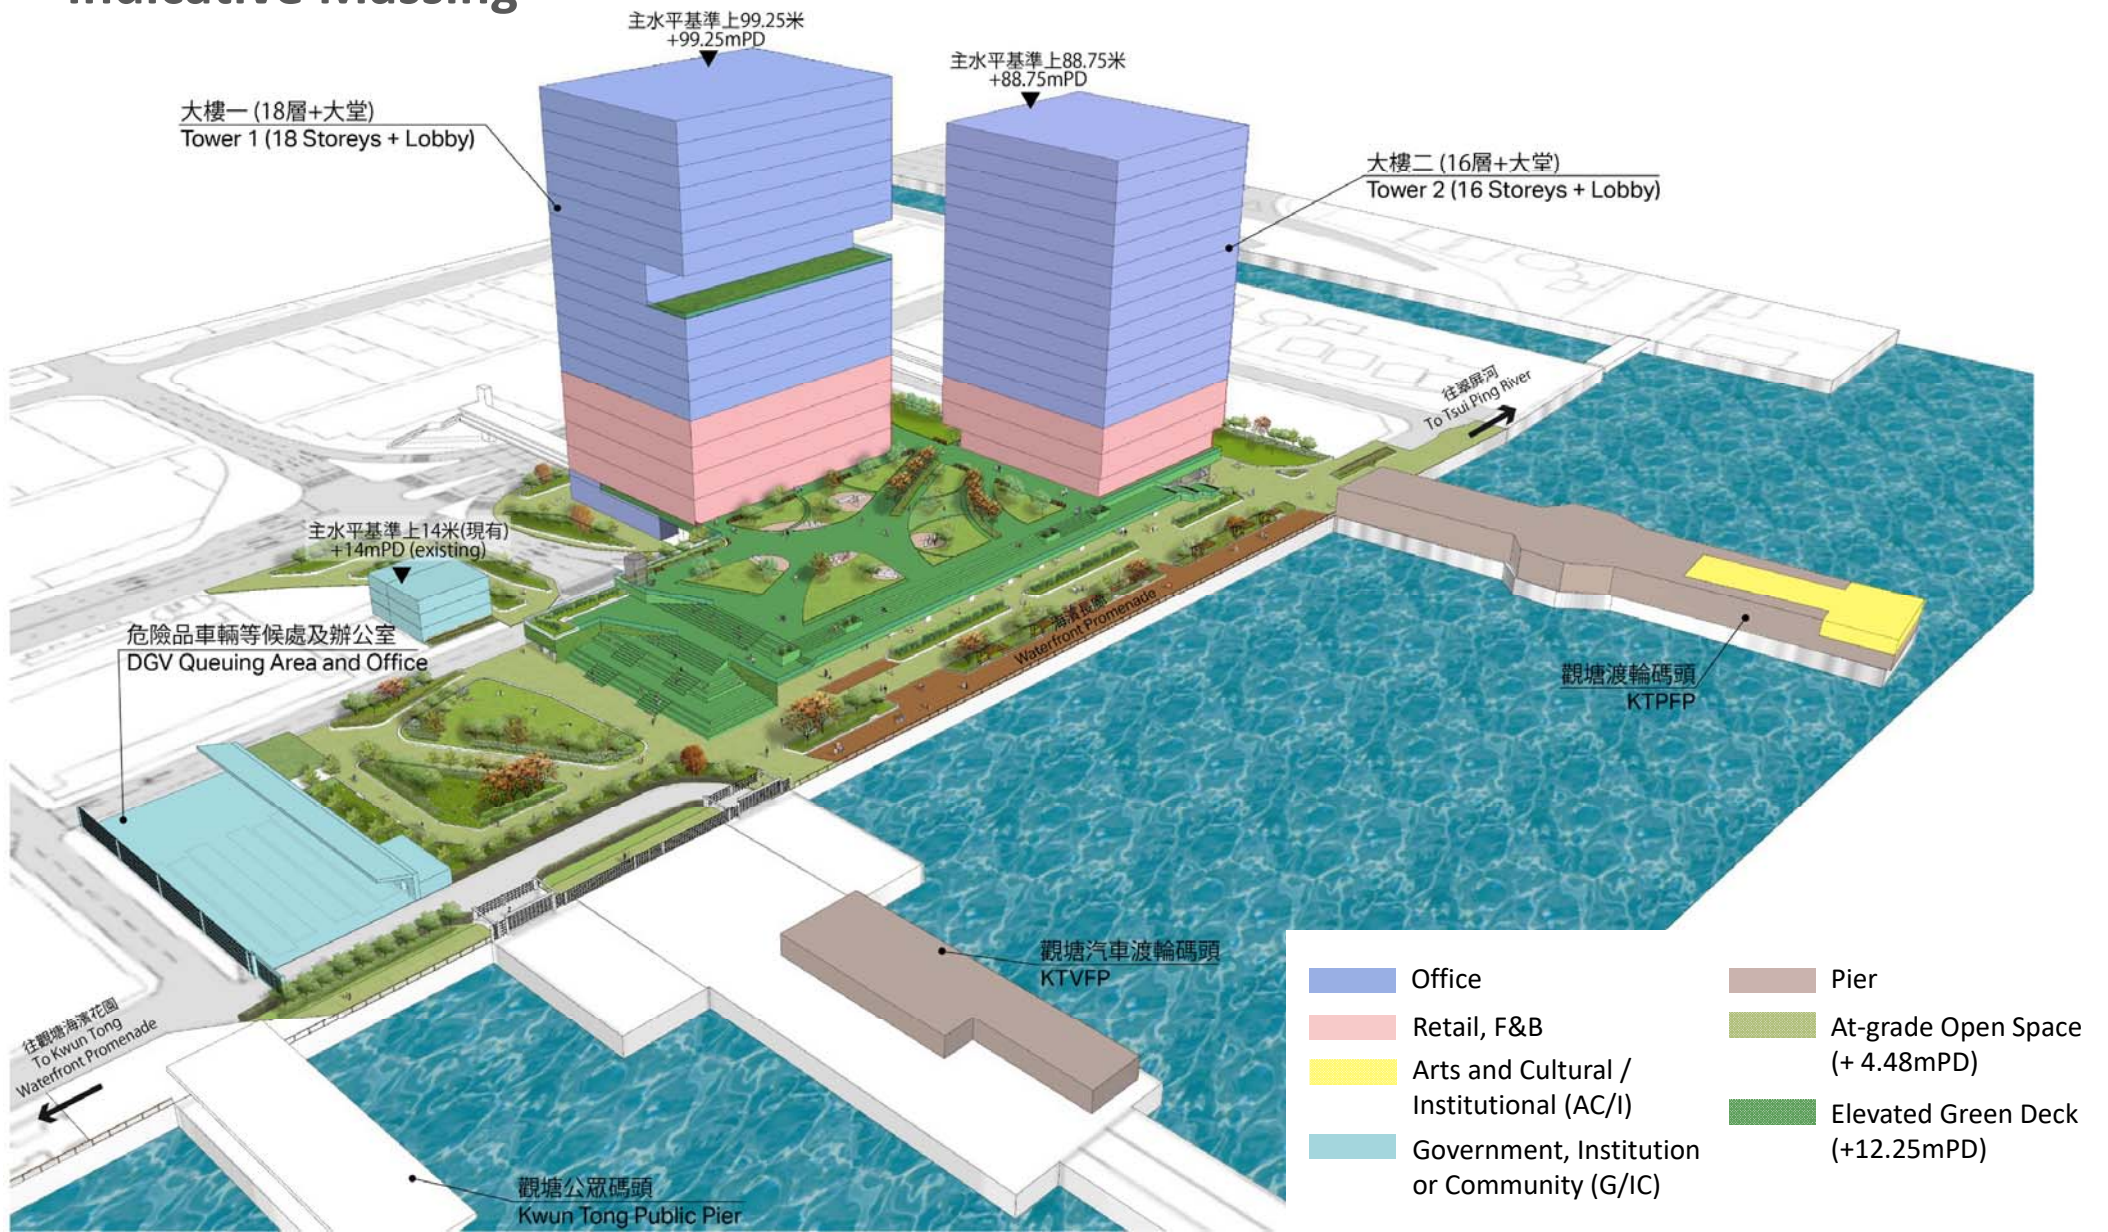 Indicative Massing
主水平基準上99.25米
+99.25mPD
主水平基準上88.75米
+88.75mPD
大樓一 (18層+大堂)
Tower 1 (18 Storeys + Lobby)
大樓二 (16層+大堂)
Tower 2 (16 Storeys + Lobby)
往翠屏河
To Tsui Ping River
主水平基準上14米(現有)
+14mPD (existing)
危險品車輛等候處及辦公室
DGV Queuing Area and Office
海濱長廊
Waterfront Promenade
觀塘渡輪碼頭
KTPFP
觀塘汽車渡輪碼頭
KTVFP
往觀塘海濱花園
To Kwun Tong
Waterfront Promenade
觀塘公眾碼頭
Kwun Tong Public Pier
Office
Retail, F&B
Arts and Cultural /
Institutional (AC/I)
Government, Institution
or Community (G/IC)
Pier
At-grade Open Space
(+ 4.48mPD)
Elevated Green Deck
(+12.25mPD)